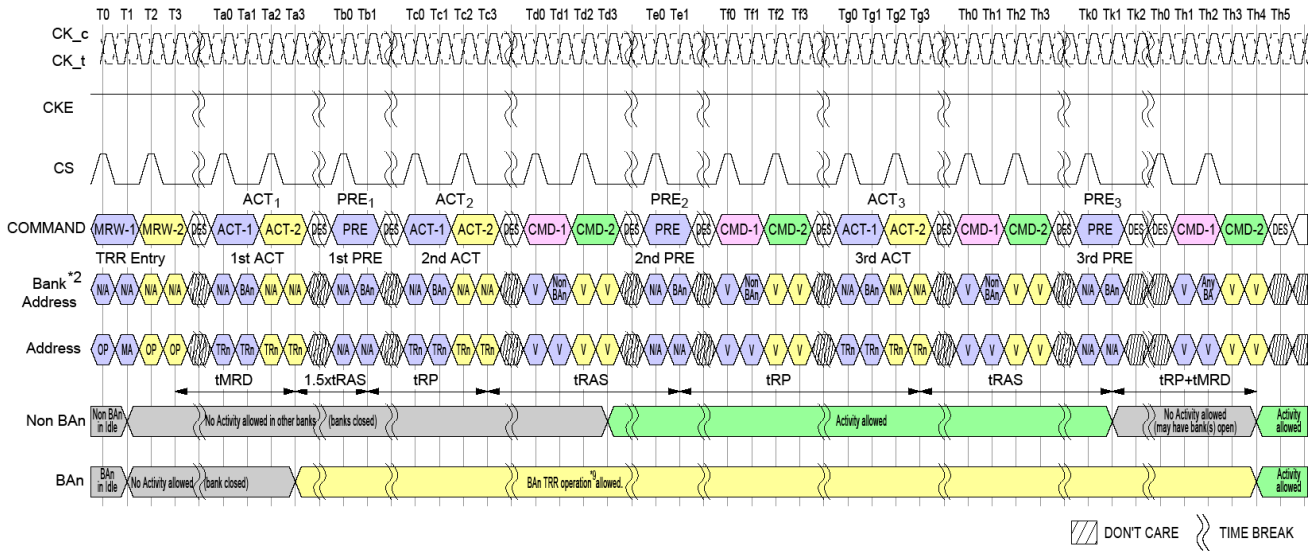 T0 T1 T2 T3 Ta0 Ta1 Ta2 Ta3 Tb0 Tb1 Tc0 Tc1 Tc2 Tc3 Td0 Td1 Td2 Td3 Te0 Te1 Tf0 Tf1 Tf2 Tf3 Tg0 Tg1 Tg2 Tg3 Th0 Th1 Th2 Th3 Tk0 Tk1 Tk2 Th0 Th1 Th2 Th3 Th4 Th5
CK_c
CK_t
CKE
CS
ACT1 PRE1 ACT2 PRE2 ACT3 PRE3
COMMAND MRW-1 MRW-2 DES ACT-1 ACT-2 DES PRE DES ACT-1 ACT-2 DES CMD-1 CMD-2 DES PRE DES CMD-1 CMD-2 DES ACT-1 ACT-2 DES CMD-1 CMD-2 DES PRE DES DES CMD-1 CMD-2 DES
TRR Entry 1st ACT 1st PRE 2nd ACT 2nd PRE 3rd ACT 3rd PRE
Bank*2 Address N/A N/A N/A N/A N/A BAn N/A N/A N/A BAn N/A BAn N/A N/A V Non BAn V V N/A BAn V Non BAn V V N/A BAn N/A N/A V Non BAn V V N/A BAn V Any BA V V
Address OP MA OP OP TRn TRn TRn TRn N/A N/A TRn TRn TRn TRn V V V V N/A N/A V V V V TRn TRn TRn TRn V V V V N/A N/A V V V V
tMRD 1.5xtRAS tRP tRAS tRP tRAS tRP+tMRD
Non BAn Non BAn in Idle No Activity allowed in other banks (banks closed) Activity allowed No Activity allowed (may have bank(s) open) Activity allowed
BAn BAn in Idle No Activity allowed (bank closed) BAn TRR operation*9 allowed. Activity allowed
DON'T CARE TIME BREAK